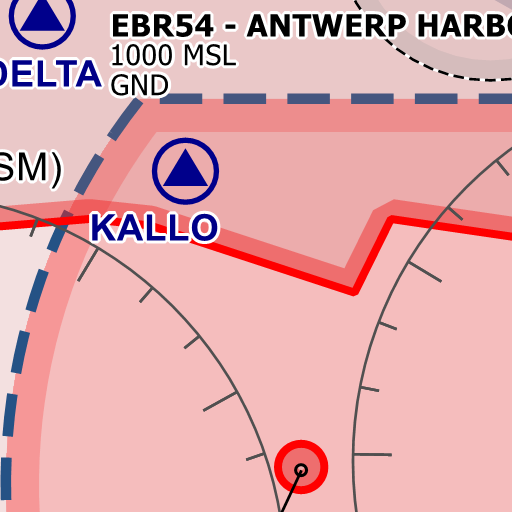 EBR54 - ANTWERP HARBO
1000 MSL
GND
DELTA
SM)
KALLO